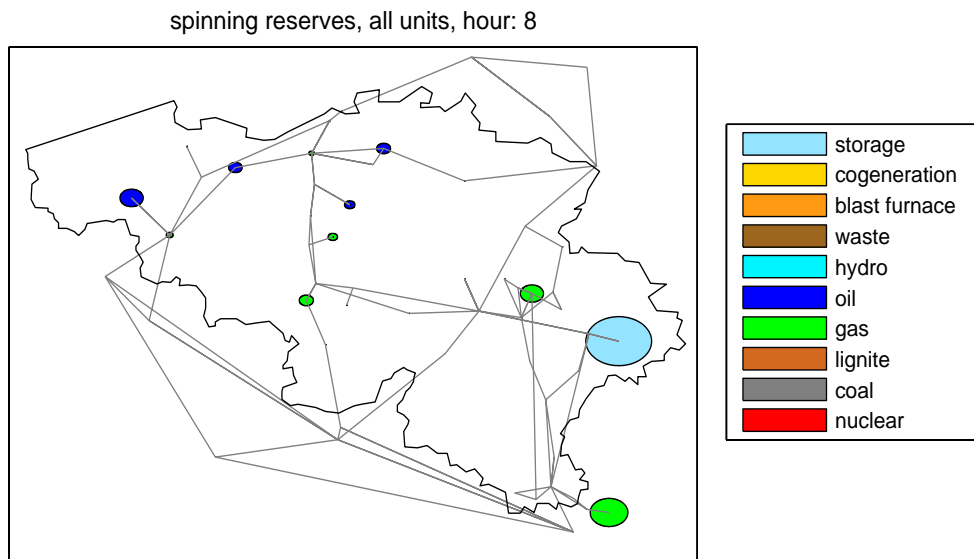 spinning reserves, all units, hour: 8
storage
cogeneration
blast furnace
waste
hydro
oil
gas
lignite
coal
nuclear